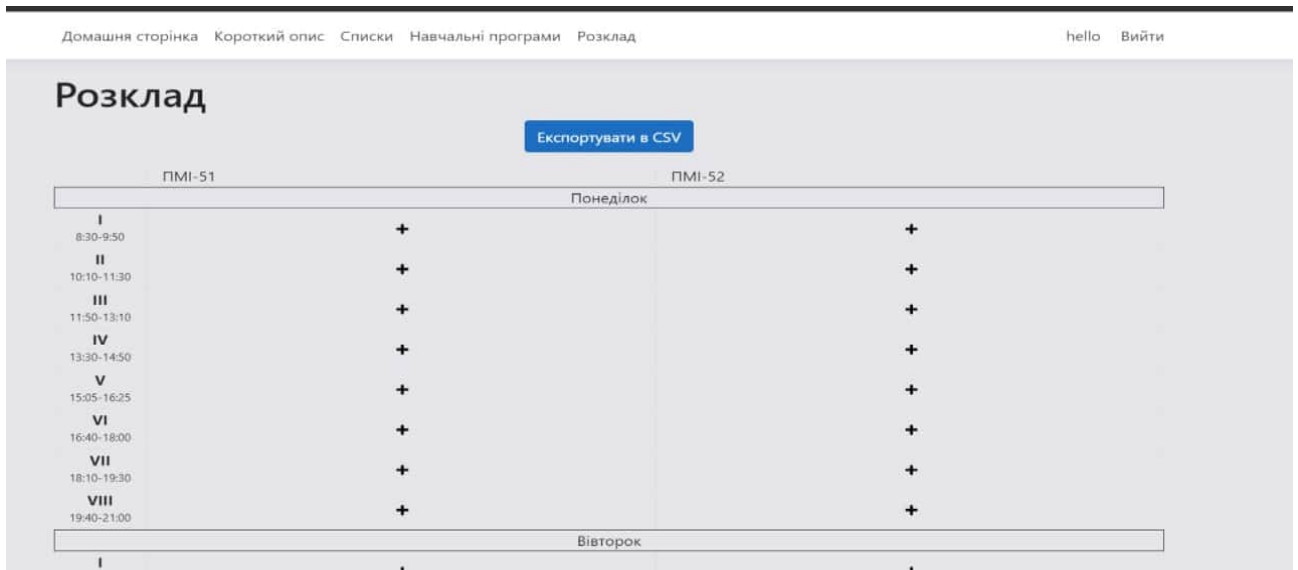 Домашня сторінка Короткий опис Списки Навчальні програми Розклад hello Вийти
Розклад
Експортувати в CSV
ПМІ-51 ПМІ-52
Понеділок
I
8:30-9:50
+ +
II
10:10-11:30
+ +
III
11:50-13:10
+ +
IV
13:30-14:50
+ +
V
15:05-16:25
+ +
VI
16:40-18:00
+ +
VII
18:10-19:30
+ +
VIII
19:40-21:00
+ +
Вівторок
I